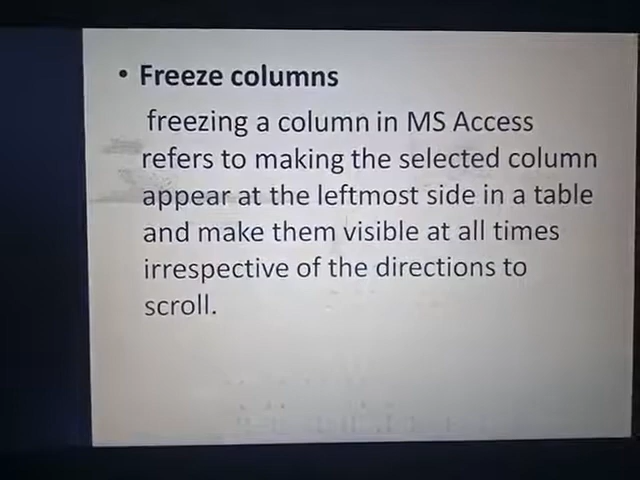 • Freeze columns
freezing a column in MS Access
refers to making the selected column
appear at the leftmost side in a table
and make them visible at all times
irrespective of the directions to
scroll.